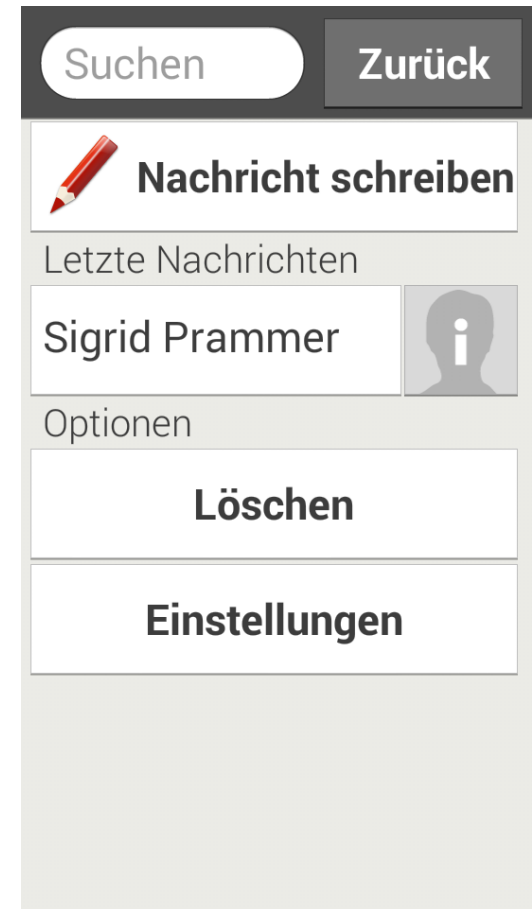 Suchen
Zurück
Nachricht schreiben
Letzte Nachrichten
Sigrid Prammer
i
Optionen
Löschen
Einstellungen